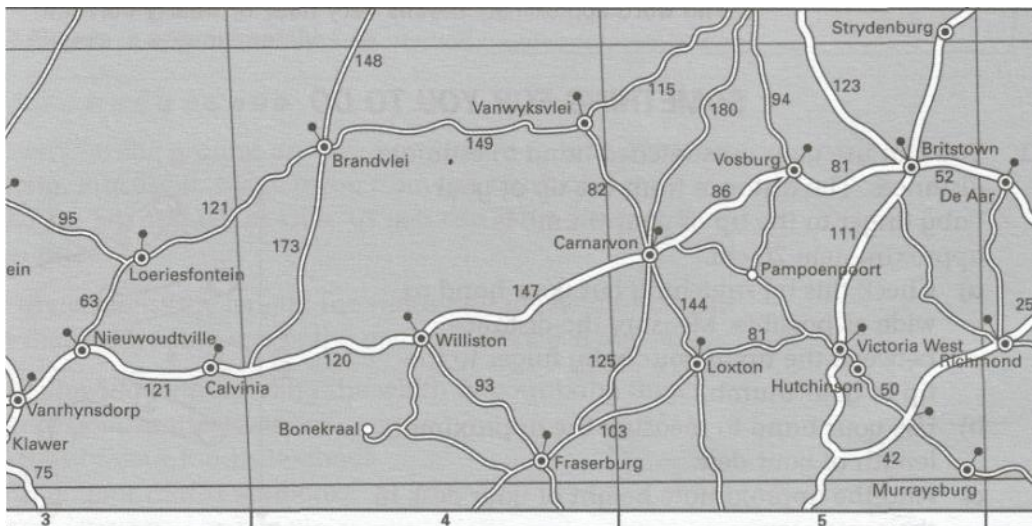 Strydenburg
148
115
123
Vanwyksvlei
180
94
149
Brandvlei
Vosburg
81
Britstown
52
De Aar
82
86
95
121
111
Carnarvon
173
Loeriesfontein
ein
Pampoenpoort
147
144
63
25
Nieuwoudtville
Williston
81
Victoria West
Richmond
120
125
Loxton
Hutchinson
121
Calvinia
93
50
Vanrhynsdorp
Bonekraal
103
Klawer
Fraserburg
42
75
Murraysburg
3
4
5